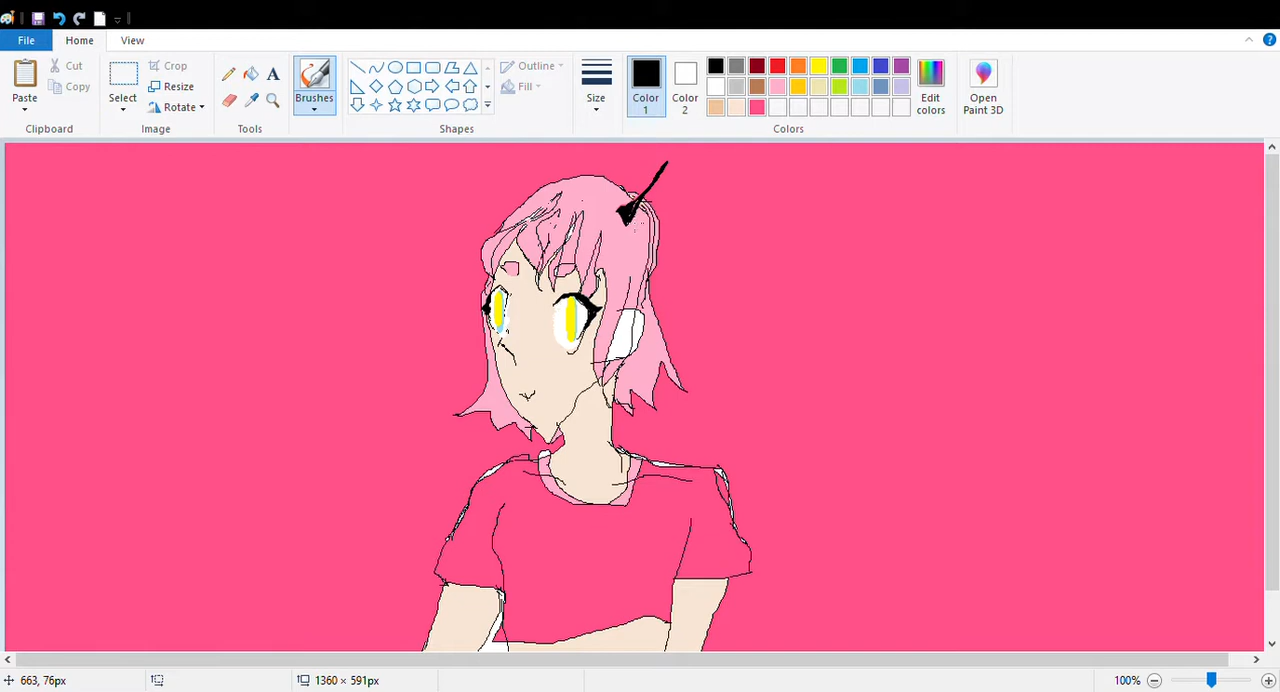 File Home View
Paste
Cut
Copy
Clipboard
Select
Crop
Resize
Rotate
Image
A
Tools
Brushes
Outline
Fill
Shapes
Size
Color
1
Color
2
Edit
colors
Colors
Open
Paint 3D
663, 76px
1360 × 591px
100%